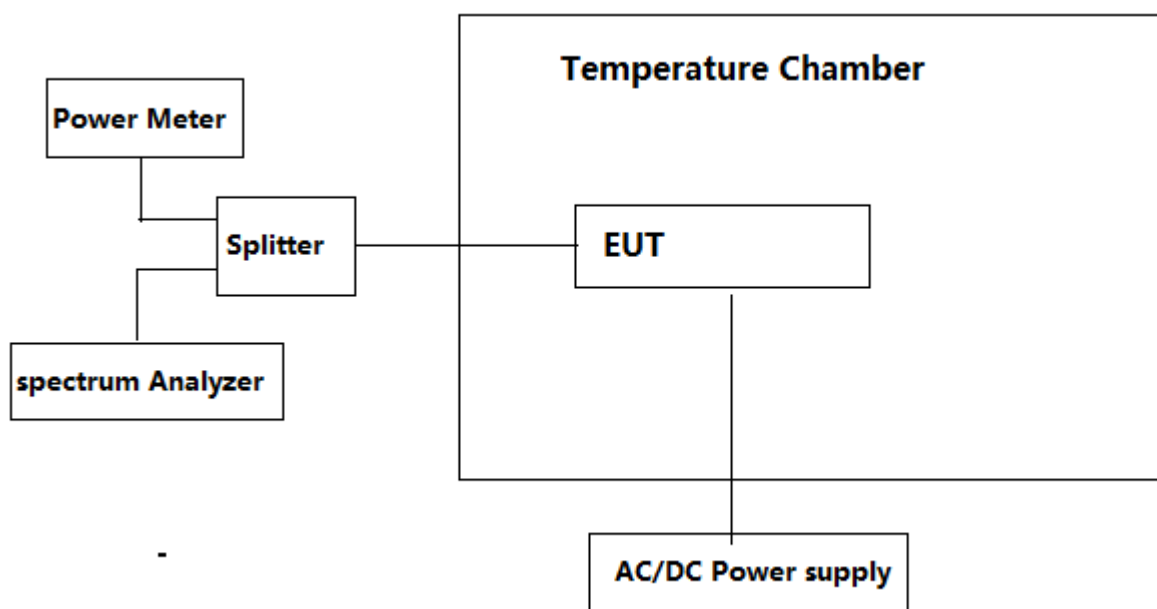 Temperature Chamber
Power Meter
Splitter
EUT
spectrum Analyzer
-
AC/DC Power supply